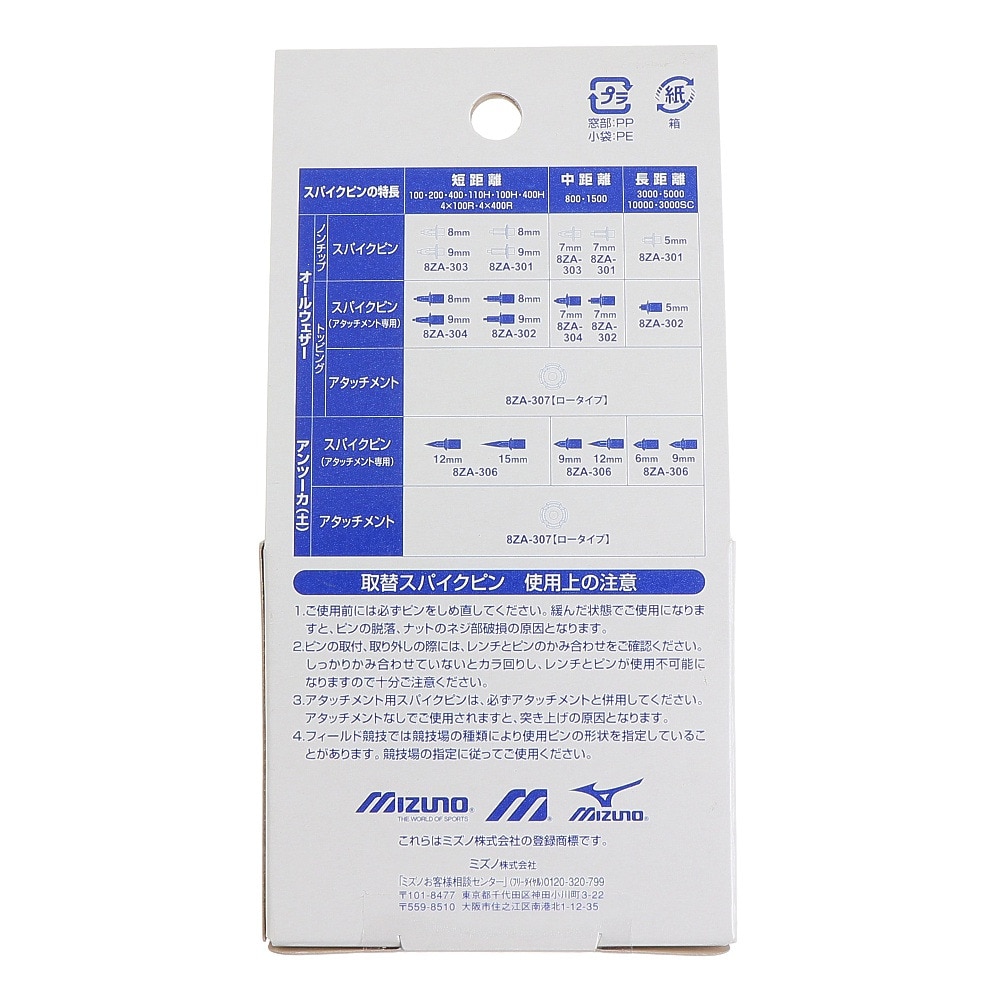 プラ
紙
窓部:PP
小袋:PE
箱
スパイクピンの特長
短距離
100・200・400・110H・100H・400H
4×100R・4×400R
中距離
800・1500
長距離
3000・5000
10000・3000SC
オールウェザー
ノンチップ
スパイクピン
8mm 8mm
9mm 9mm
8ZA-303 8ZA-301
7mm 7mm
8ZA-303 8ZA-301
5mm
8ZA-301
トッピング
スパイクピン
(アタッチメント専用)
8mm 8mm
9mm 9mm
8ZA-304 8ZA-302
7mm 7mm
8ZA-304 8ZA-302
5mm
8ZA-302
アタッチメント
8ZA-307【ロータイプ】
アンツーカ(土)
スパイクピン
(アタッチメント専用)
12mm 15mm
8ZA-306
9mm 12mm
8ZA-306
6mm 9mm
8ZA-306
アタッチメント
8ZA-307【ロータイプ】
取替スパイクピン 使用上の注意
1.ご使用前には必ずピンをしめ直してください。緩んだ状態でご使用になりま
すと、ピンの脱落、ナットのネジ部破損の原因となります。
2.ピンの取付、取り外しの際には、レンチとピンのかみ合わせをご確認ください。
しっかりかみ合わせていないとカラ回りし、レンチとピンが使用不可能に
なりますので十分ご注意ください。
3.アタッチメント用スパイクピンは、必ずアタッチメントと併用してください。
アタッチメントなしでご使用されますと、突き上げの原因となります。
4.フィールド競技では競技場の種類により使用ピンの形状を指定しているこ
とがあります。競技場の指定に従ってご使用ください。
MIZUNO®
THE WORLD OF SPORTS
M®
MIZUNO®
これらはミズノ株式会社の登録商標です。
ミズノ株式会社
「ミズノお客様相談センター」(フリーダイヤル)0120-320-799
〒101-8477 東京都千代田区神田小川町3-22
〒559-8510 大阪市住之江区南港北1-12-35